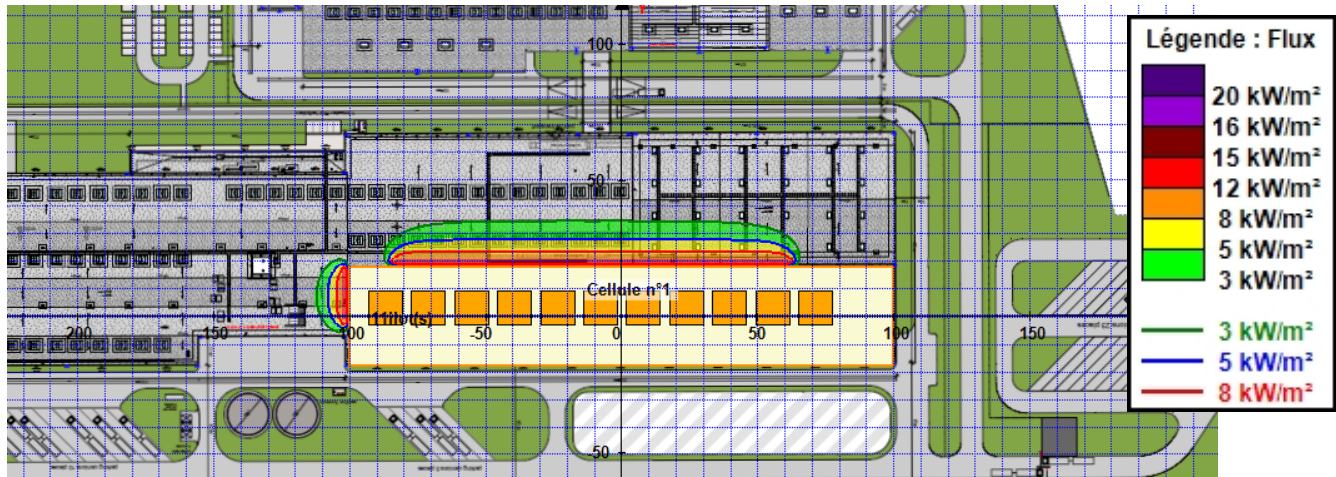 Légende : Flux
20 kW/m²
16 kW/m²
15 kW/m²
12 kW/m²
8 kW/m²
5 kW/m²
3 kW/m²
3 kW/m²
5 kW/m²
8 kW/m²
100
50
Cellule n°1
11ilot(s)
200
150
100
-50
0
50
100
150
-50